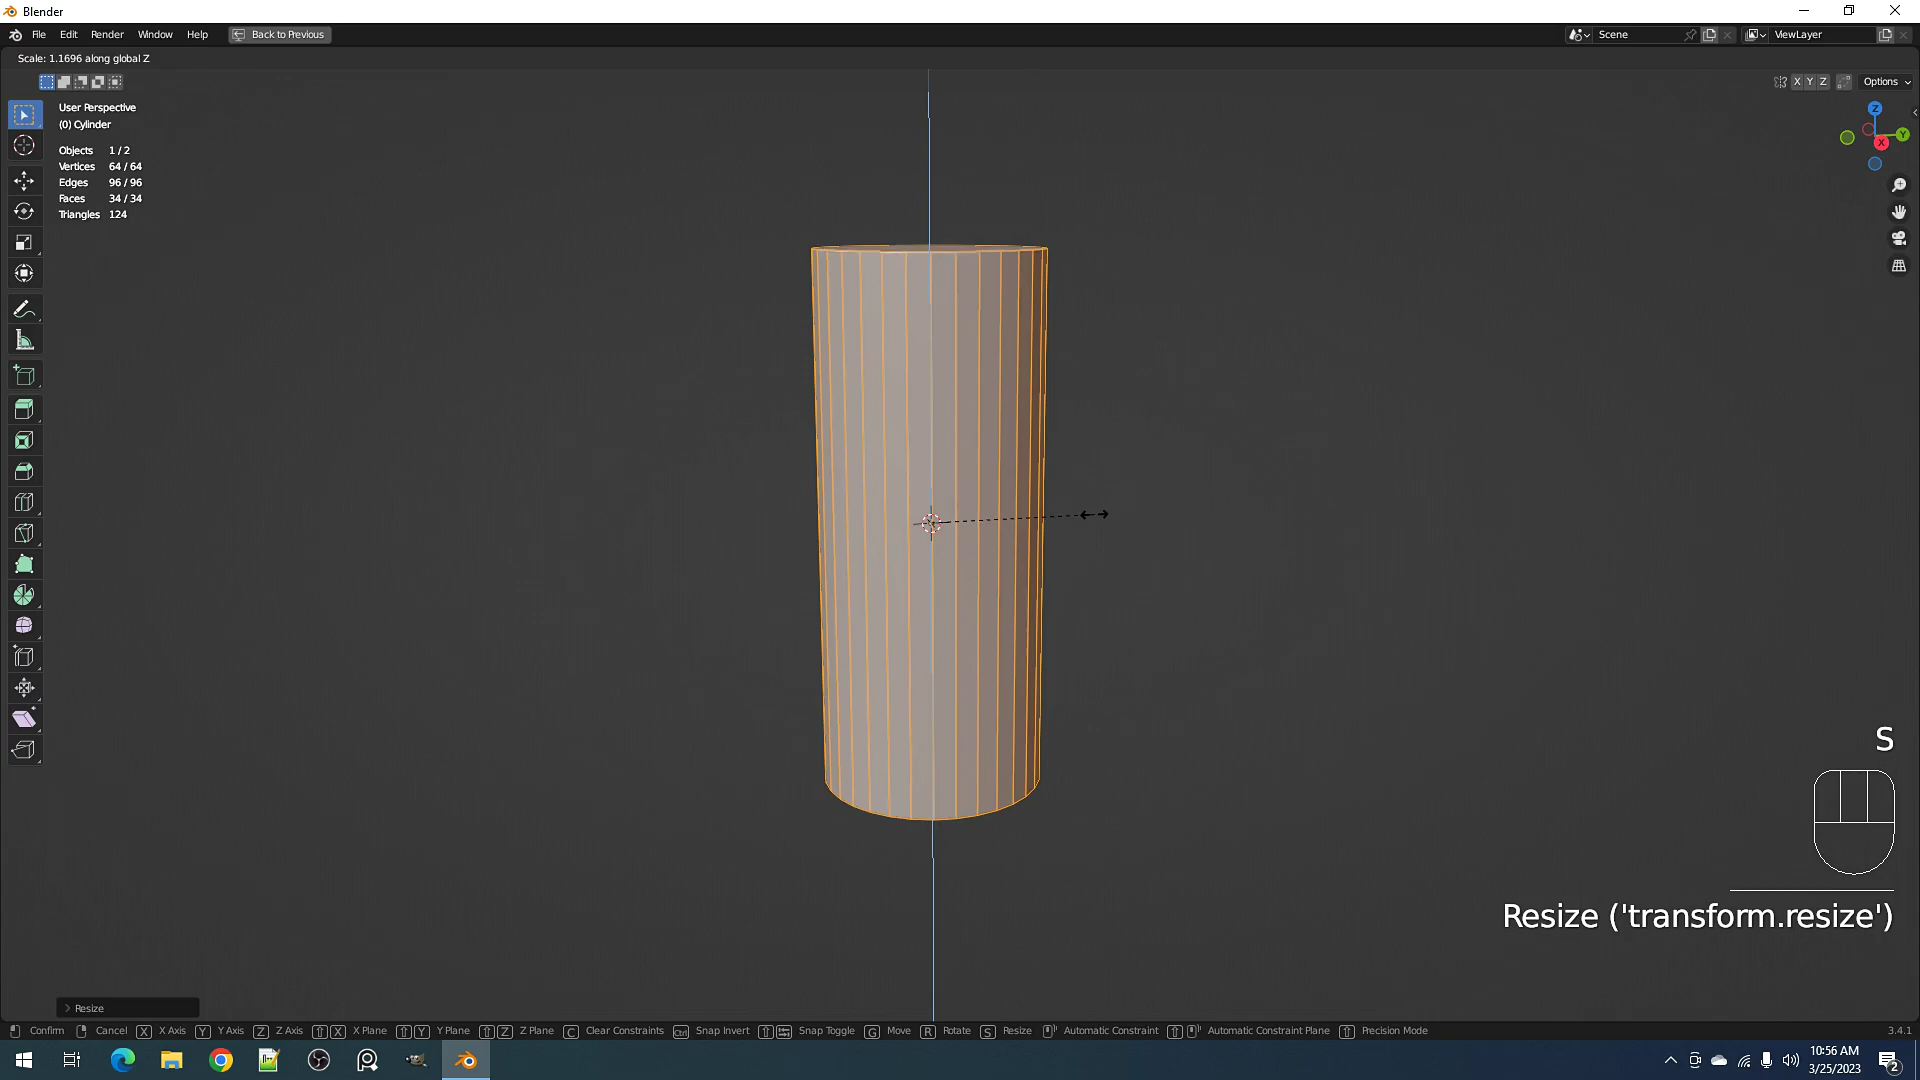 Blender
File Edit Render Window Help Back to Previous Scene ViewLayer
Scale: 1.1696 along global Z
X Y Z Options
User Perspective
(0) Cylinder
Objects 1 / 2
Vertices 64 / 64
Edges 96 / 96
Faces 34 / 34
Triangles 124
Z
Y
X
S
Resize ('transform.resize')
Resize
Confirm Cancel X X Axis Y Y Axis Z Z Axis X X Plane Y Y Plane Z Z Plane C Clear Constraints Ctrl Snap Invert Snap Toggle G Move R Rotate S Resize Automatic Constraint Automatic Constraint Plane Precision Mode 3.4.1
10:56 AM
3/25/2023
2